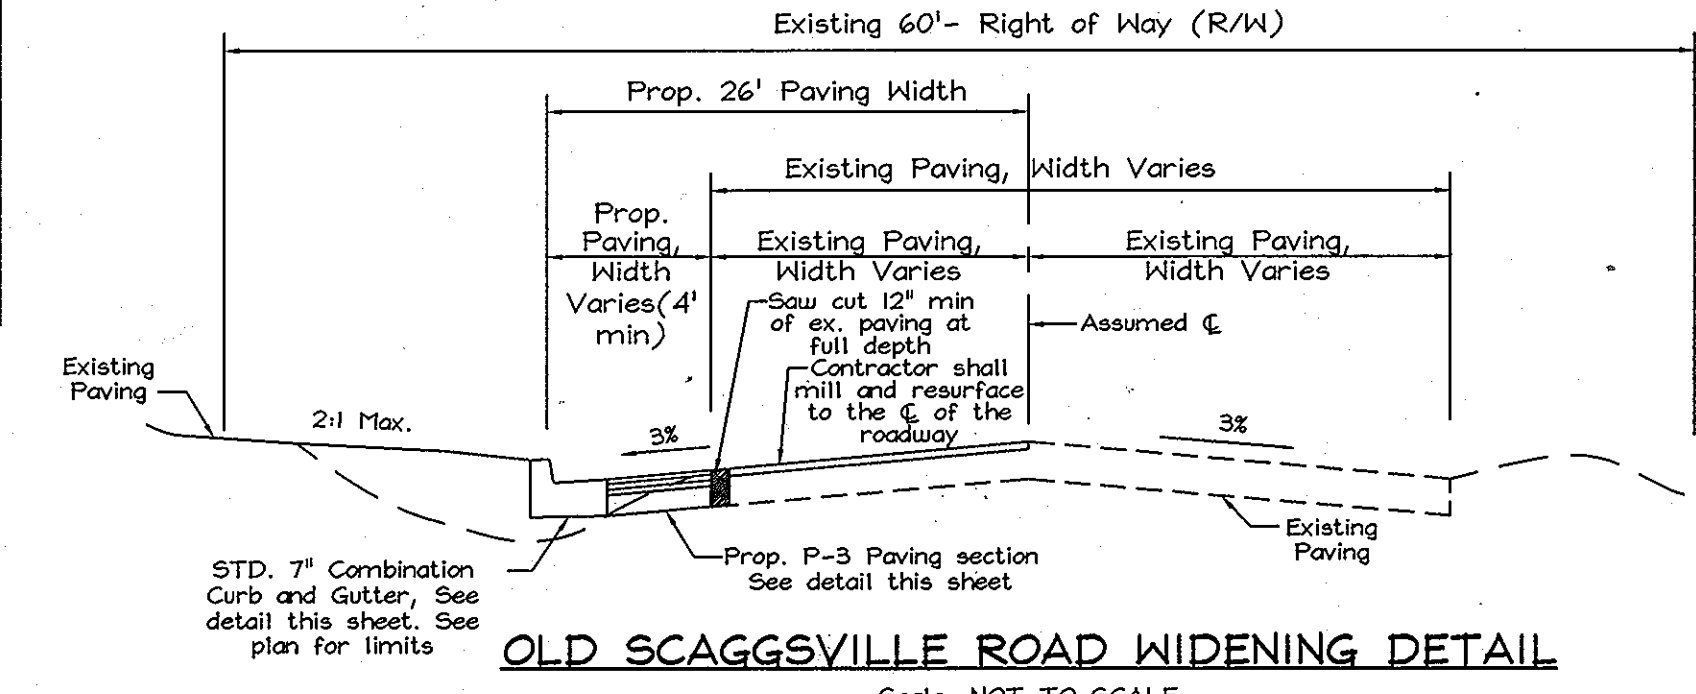 Existing 60'- Right of Way (R/W)
Prop. 26' Paving Width
Existing Paving, Width Varies
Prop.
Paving,
Width
Varies(4'
min)
Existing Paving,
Width Varies
Existing Paving,
Width Varies
Saw cut 12" min
of ex. paving at
full depth
Assumed ℄
Contractor shall
mill and resurface
to the ℄ of the
roadway
Existing
Paving
2:1 Max.
3%
3%
Existing
Paving
Prop. P-3 Paving section
See detail this sheet
STD. 7" Combination
Curb and Gutter, See
detail this sheet. See
plan for limits
OLD SCAGGSVILLE ROAD WIDENING DETAIL
Scale: NOT TO SCALE